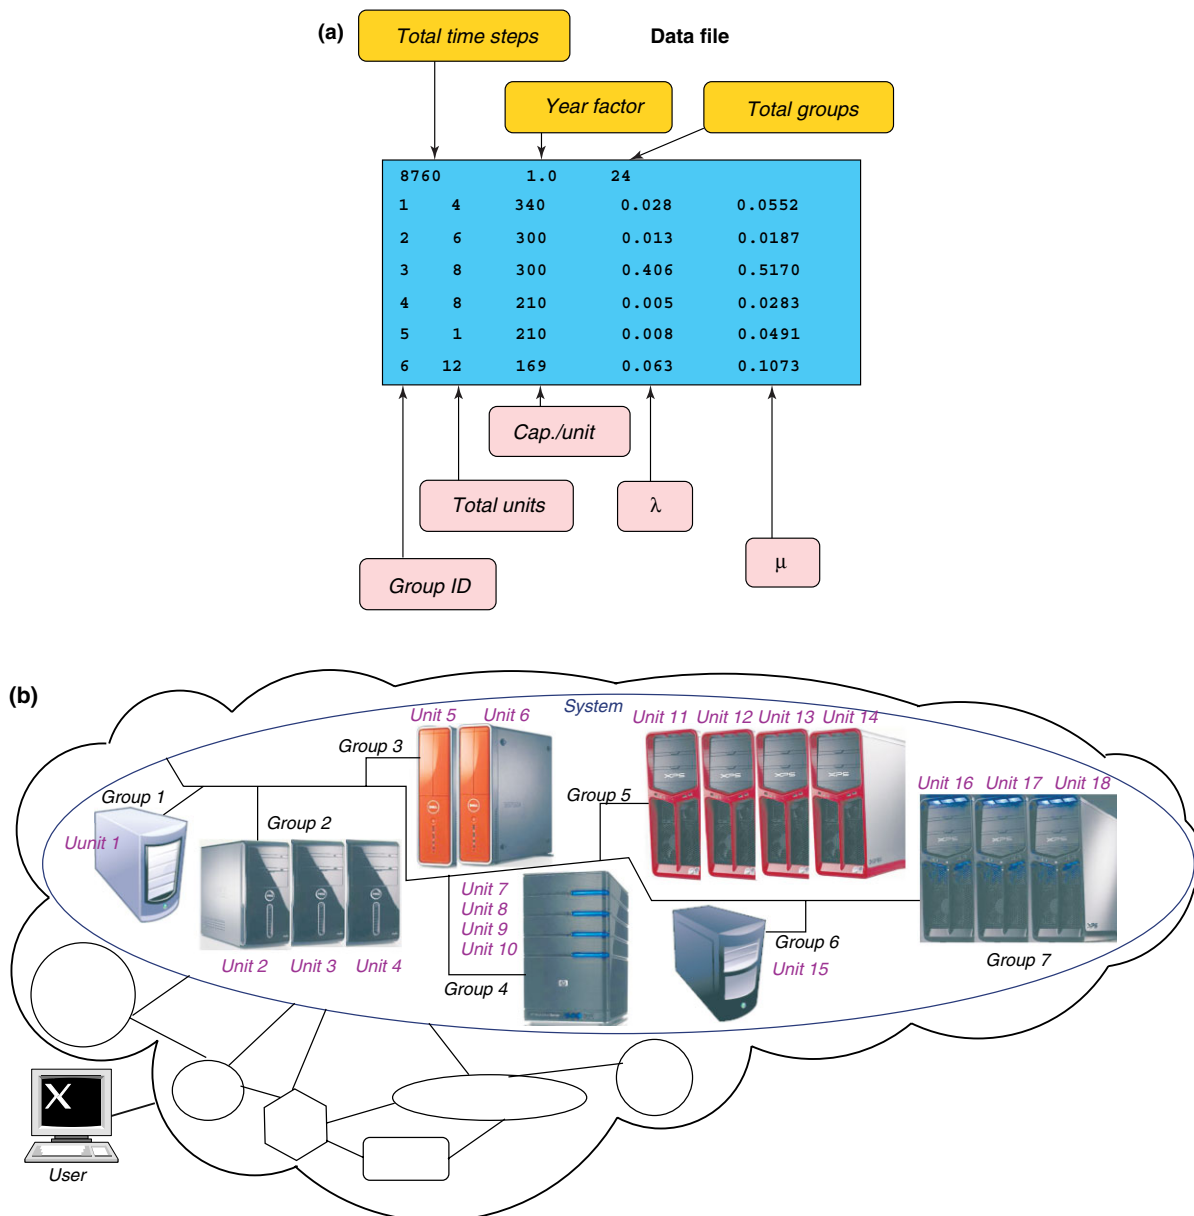 (a)
Total time steps
Data file
Year factor
Total groups
8760 1.0 24
1 4 340 0.028 0.0552
2 6 300 0.013 0.0187
3 8 300 0.406 0.5170
4 8 210 0.005 0.0283
5 1 210 0.008 0.0491
6 12 169 0.063 0.1073
Cap./unit
Total units
λ
μ
Group ID
(b)
System
Unit 5 Unit 6
Unit 11 Unit 12 Unit 13 Unit 14
Group 3
Unit 16 Unit 17 Unit 18
Group 1
Group 5
Group 2
Uunit 1
Unit 7
Unit 8
Unit 9
Unit 10
Unit 2 Unit 3 Unit 4
Group 4
Group 6
Unit 15
Group 7
X
User